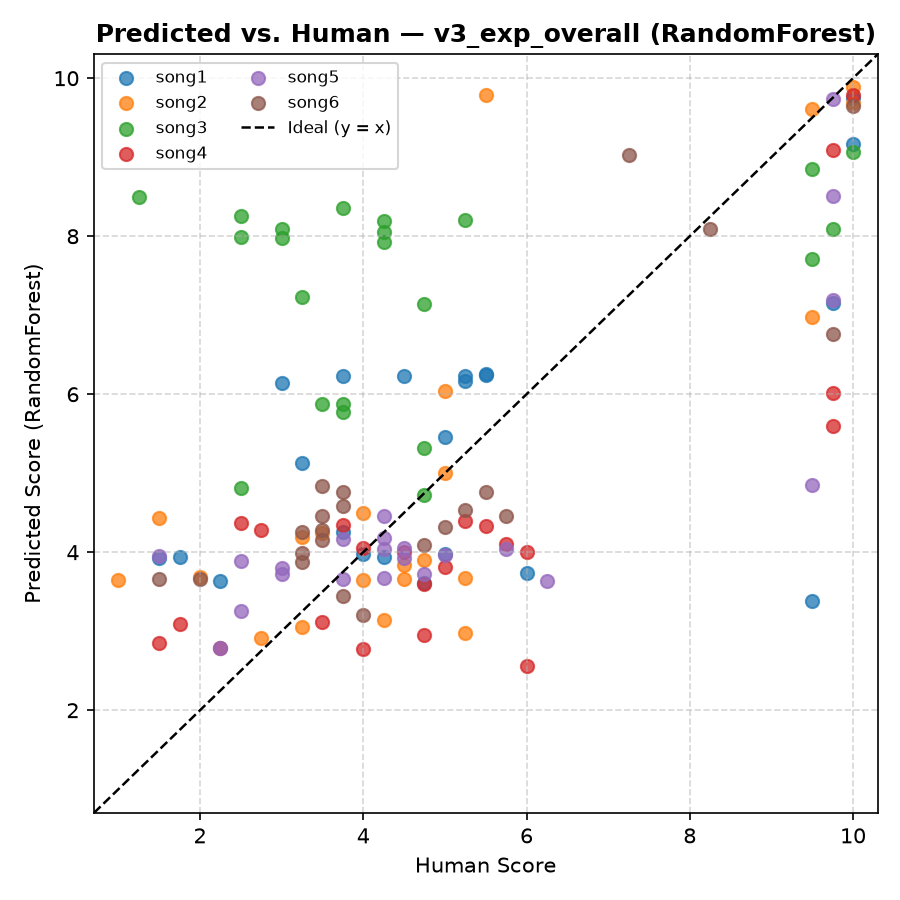 Predicted vs. Human — v3_exp_overall (RandomForest)
song1
song2
song3
song4
song5
song6
Ideal (y = x)
Predicted Score (RandomForest)
10
8
6
4
2
2
4
6
8
10
Human Score